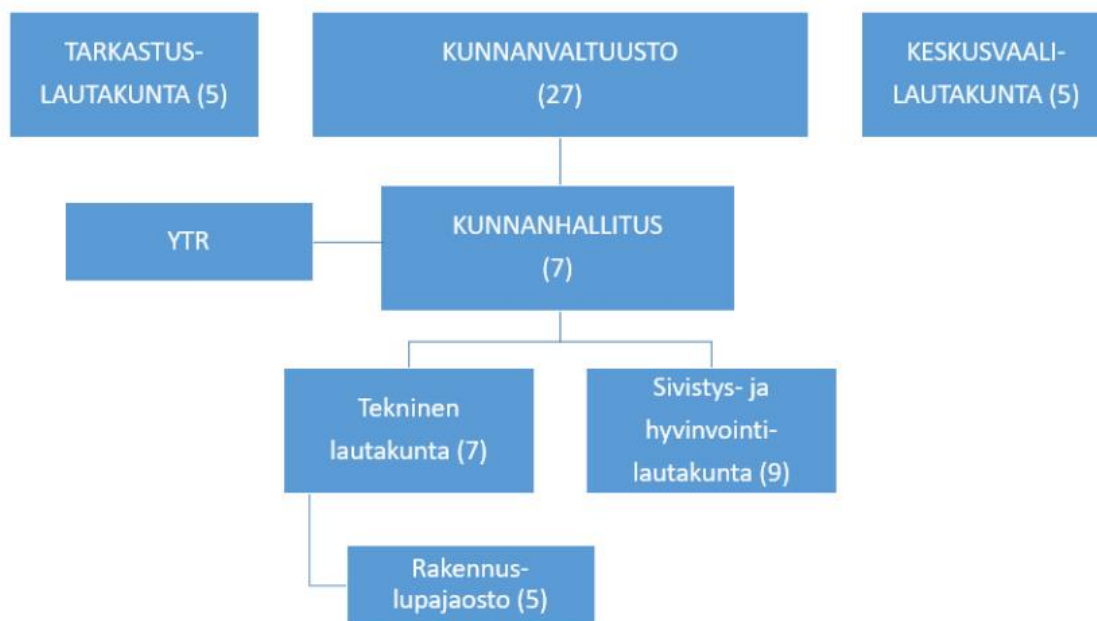 TARKASTUS-
LAUTAKUNTA (5)
KUNNANVALTUUSTO
(27)
KESKUSVAALI-
LAUTAKUNTA (5)
YTR
KUNNANHALLITUS
(7)
Tekninen
lautakunta (7)
Sivistys- ja
hyvinvointi-
lautakunta (9)
Rakennus-
lupajaosto (5)